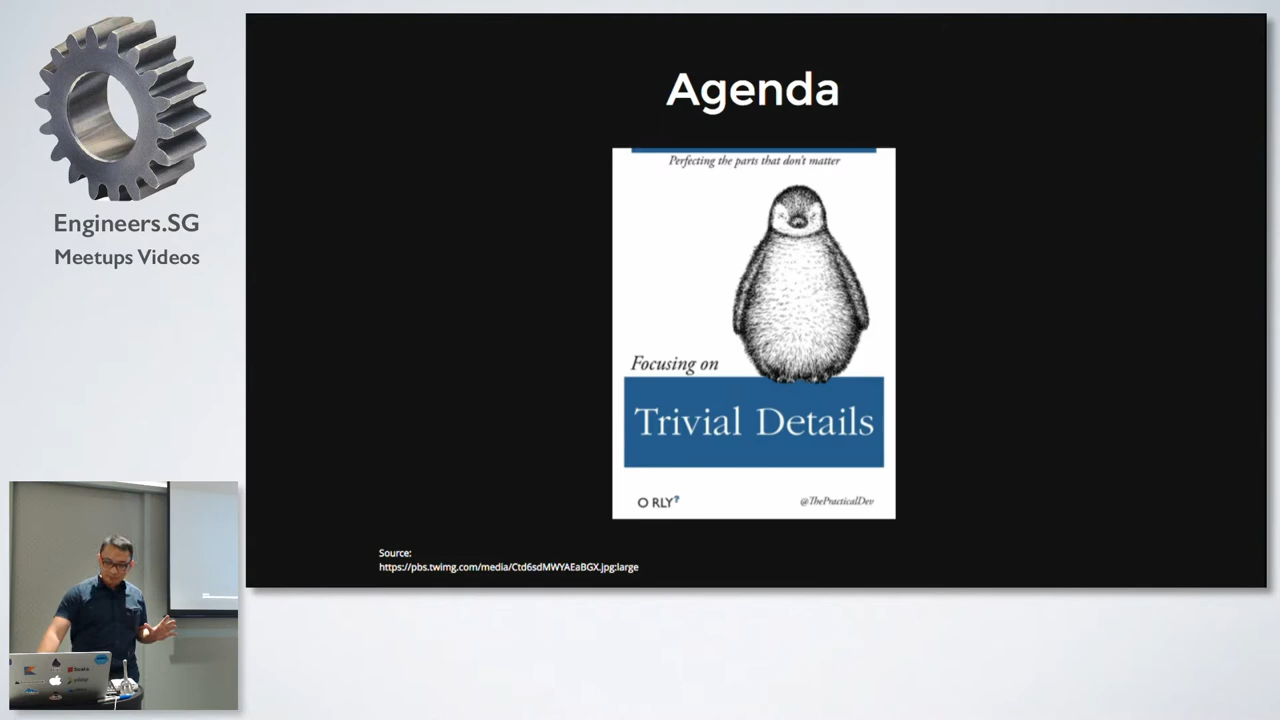 Engineers.SG
Meetups Videos
Agenda
Perfecting the parts that don't matter
Focusing on
Trivial Details
O RLY?
@ThePracticalDev
Source:
https://pbs.twimg.com/media/Ctd6sdMWYAEaBGX.jpg:large